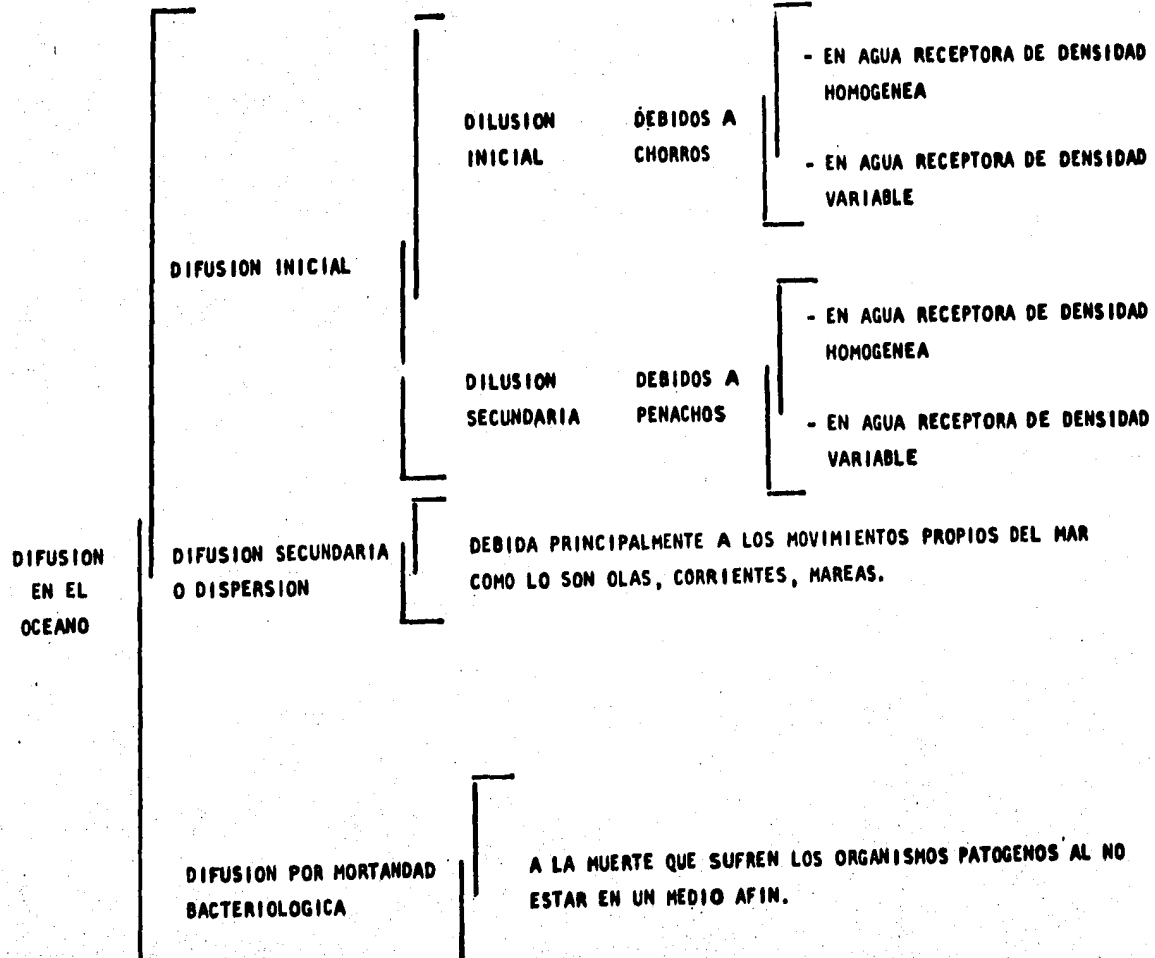 DIFUSION
EN EL
OCEANO
DIFUSION INICIAL
DILUSION
INICIAL
DEBIDOS A
CHORROS
- EN AGUA RECEPTORA DE DENSIDAD
HOMOGENEA
- EN AGUA RECEPTORA DE DENSIDAD
VARIABLE
DILUSION
SECUNDARIA
DEBIDOS A
PENACHOS
- EN AGUA RECEPTORA DE DENSIDAD
HOMOGENEA
- EN AGUA RECEPTORA DE DENSIDAD
VARIABLE
DIFUSION SECUNDARIA
O DISPERSION
DEBIDA PRINCIPALMENTE A LOS MOVIMIENTOS PROPIOS DEL MAR
COMO LO SON OLAS, CORRIENTES, MAREAS.
DIFUSION POR MORTANDAD
BACTERIOLOGICA
A LA MUERTE QUE SUFREN LOS ORGANISMOS PATOGENOS AL NO
ESTAR EN UN MEDIO AFIN.